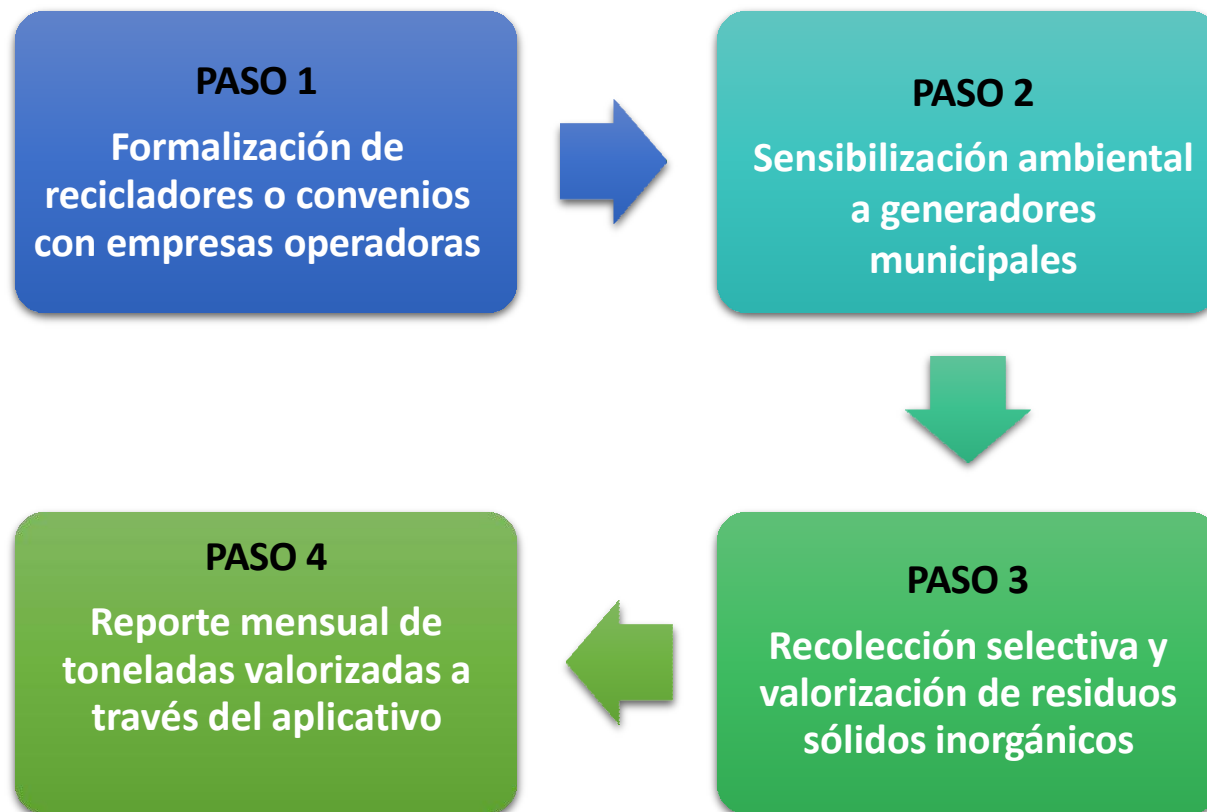 PASO 1
Formalización de
recicladores o convenios
con empresas operadoras
PASO 2
Sensibilización ambiental
a generadores
municipales
PASO 3
Recolección selectiva y
valorización de residuos
sólidos inorgánicos
PASO 4
Reporte mensual de
toneladas valorizadas a
través del aplicativo